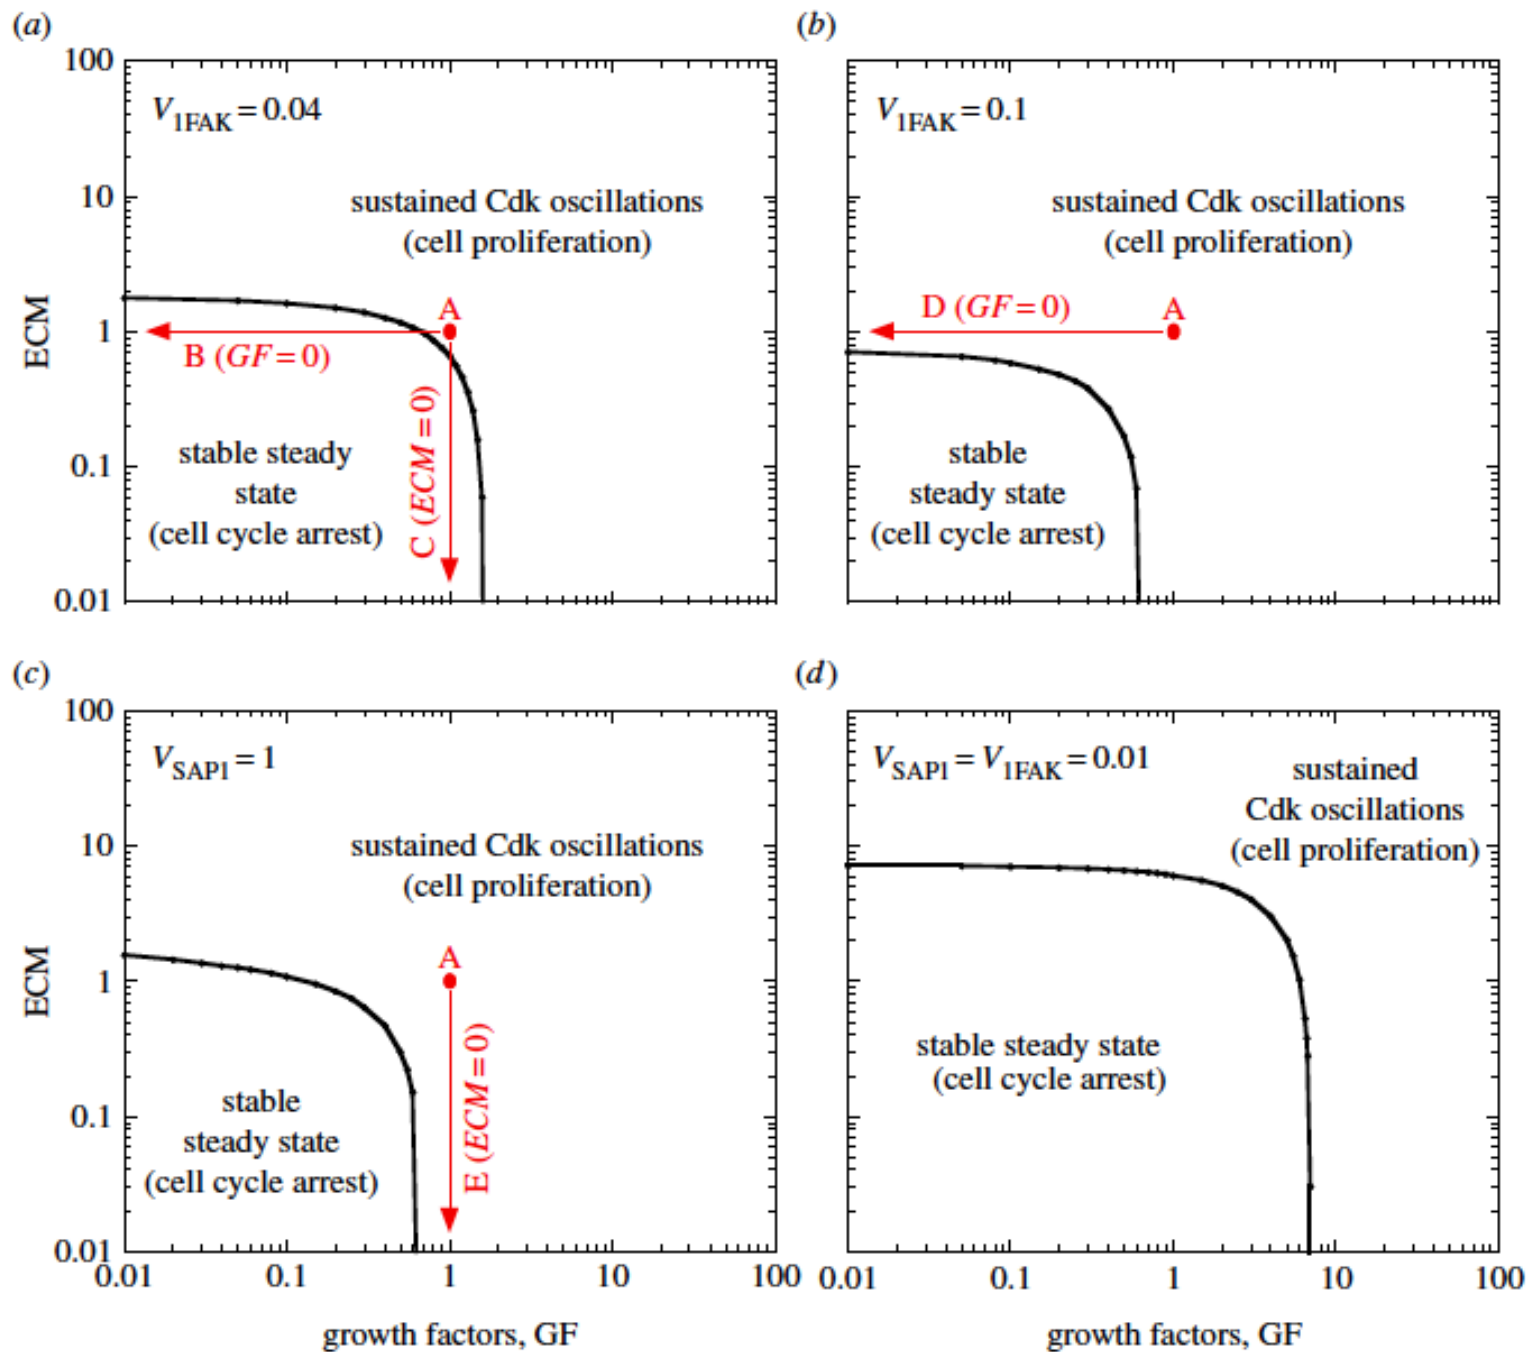 (a)
100
10
1
0.1
0.01
ECM
V1FAK = 0.04
sustained Cdk oscillations
(cell proliferation)
A
B (GF = 0)
C (ECM = 0)
stable steady
state
(cell cycle arrest)
(b)
V1FAK = 0.1
sustained Cdk oscillations
(cell proliferation)
D (GF = 0)
A
stable
steady state
(cell cycle arrest)
(c)
100
10
1
0.1
0.01
ECM
VSAP1 = 1
sustained Cdk oscillations
(cell proliferation)
A
E (ECM = 0)
stable
steady state
(cell cycle arrest)
0.01 0.1 1 10 100
growth factors, GF
(d)
VSAP1 = V1FAK = 0.01
sustained
Cdk oscillations
(cell proliferation)
stable steady state
(cell cycle arrest)
0.01 0.1 1 10 100
growth factors, GF